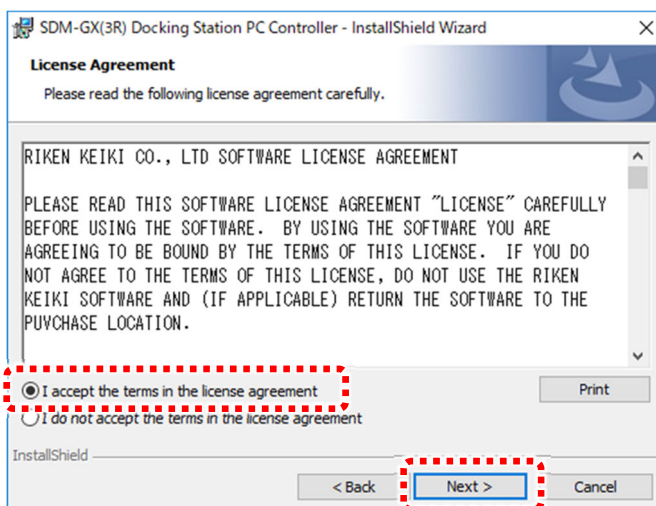 SDM-GX(3R) Docking Station PC Controller - InstallShield Wizard
License Agreement
Please read the following license agreement carefully.
RIKEN KEIKI CO., LTD SOFTWARE LICENSE AGREEMENT
PLEASE READ THIS SOFTWARE LICENSE AGREEMENT "LICENSE" CAREFULLY
BEFORE USING THE SOFTWARE. BY USING THE SOFTWARE YOU ARE
AGREEING TO BE BOUND BY THE TERMS OF THIS LICENSE. IF YOU DO
NOT AGREE TO THE TERMS OF THIS LICENSE, DO NOT USE THE RIKEN
KEIKI SOFTWARE AND (IF APPLICABLE) RETURN THE SOFTWARE TO THE
PUVCHASE LOCATION.
I accept the terms in the license agreement
Print
I do not accept the terms in the license agreement
InstallShield
< Back
Next >
Cancel